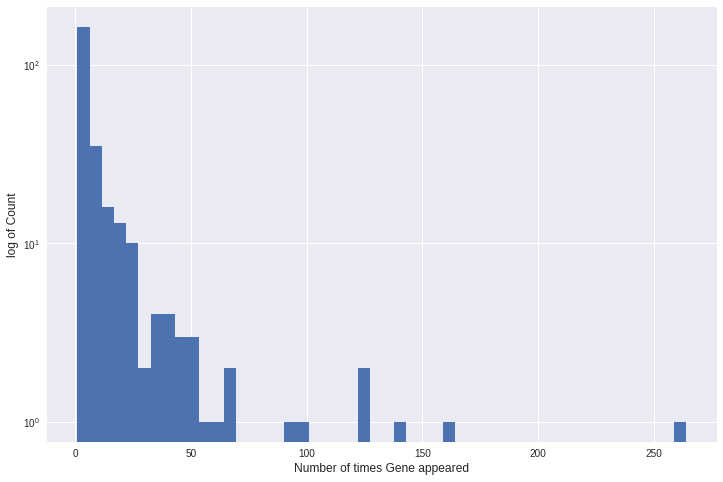 10²
10¹
10⁰
log of Count
0 50 100 150 200 250
Number of times Gene appeared